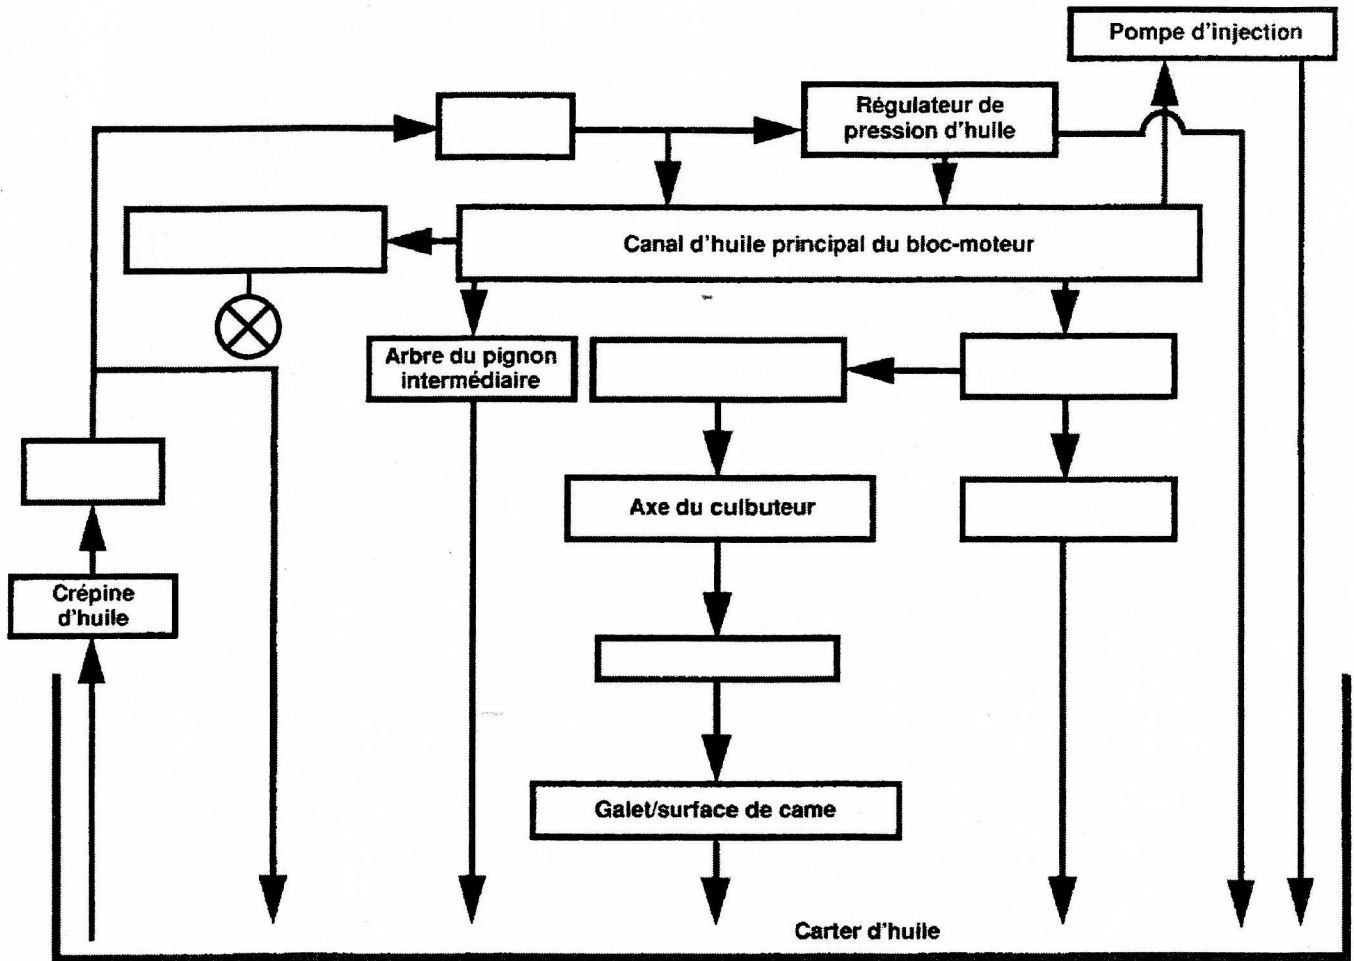 Pompe d'injection
Régulateur de
pression d'huile
Canal d'huile principal du bloc-moteur
Arbre du pignon
intermédiaire
Axe du culbuteur
Crépine
d'huile
Galet/surface de came
Carter d'huile